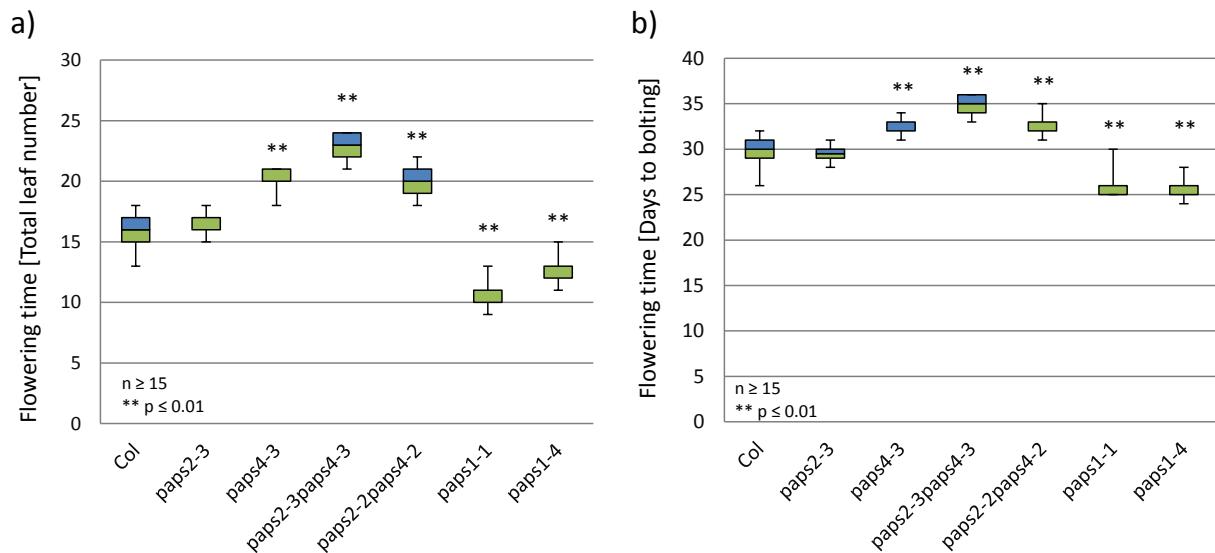 a)
Flowering time [Total leaf number]
30
25
20
15
10
5
0
**
**
**
**
**
n ≥ 15
** p ≤ 0.01
Col
paps2-3
paps4-3
paps2-3paps4-3
paps2-2paps4-2
paps1-1
paps1-4
b)
Flowering time [Days to bolting]
40
35
30
25
20
15
10
5
0
**
**
**
**
**
n ≥ 15
** p ≤ 0.01
Col
paps2-3
paps4-3
paps2-3paps4-3
paps2-2paps4-2
paps1-1
paps1-4